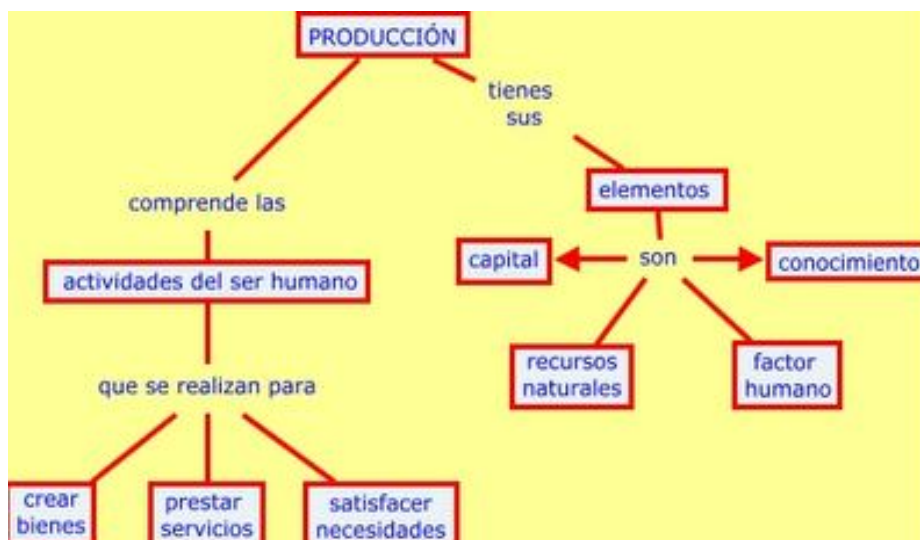 PRODUCCIÓN
tienes
sus
comprende las
elementos
capital
son
conocimiento
actividades del ser humano
recursos
naturales
factor
humano
que se realizan para
crear
bienes
prestar
servicios
satisfacer
necesidades